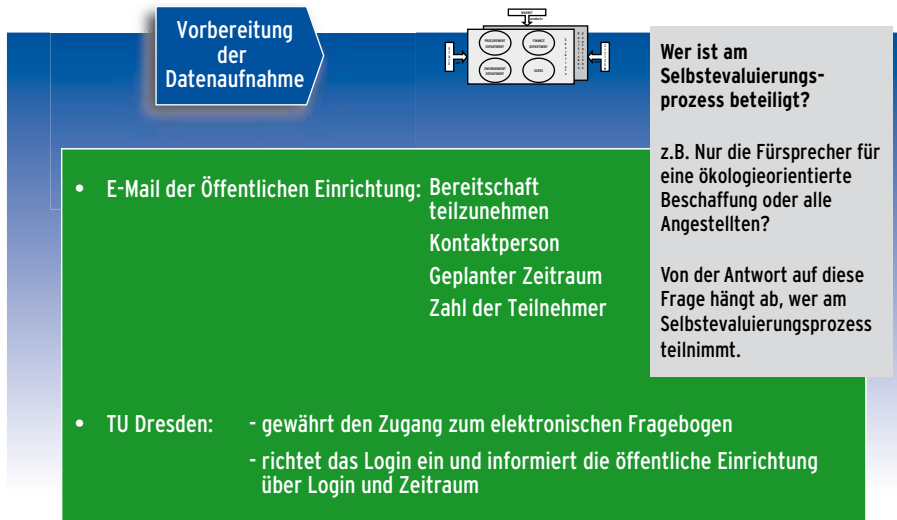 Vorbereitung
der
Datenaufnahme
MARKET
products
PROCUREMENT
DEPARTMENT
FINANCE
DEPARTMENT
ENVIRONMENT
DEPARTMENT
USERS
Wer ist am
Selbstevaluierungs-
prozess beteiligt?
z.B. Nur die Fürsprecher für
eine ökologieorientierte
Beschaffung oder alle
Angestellten?
Von der Antwort auf diese
Frage hängt ab, wer am
Selbstevaluierungsprozess
teilnimmt.
• E-Mail der Öffentlichen Einrichtung: Bereitschaft
teilzunehmen
Kontaktperson
Geplanter Zeitraum
Zahl der Teilnehmer
• TU Dresden: - gewährt den Zugang zum elektronischen Fragebogen
- richtet das Login ein und informiert die öffentliche Einrichtung
über Login und Zeitraum